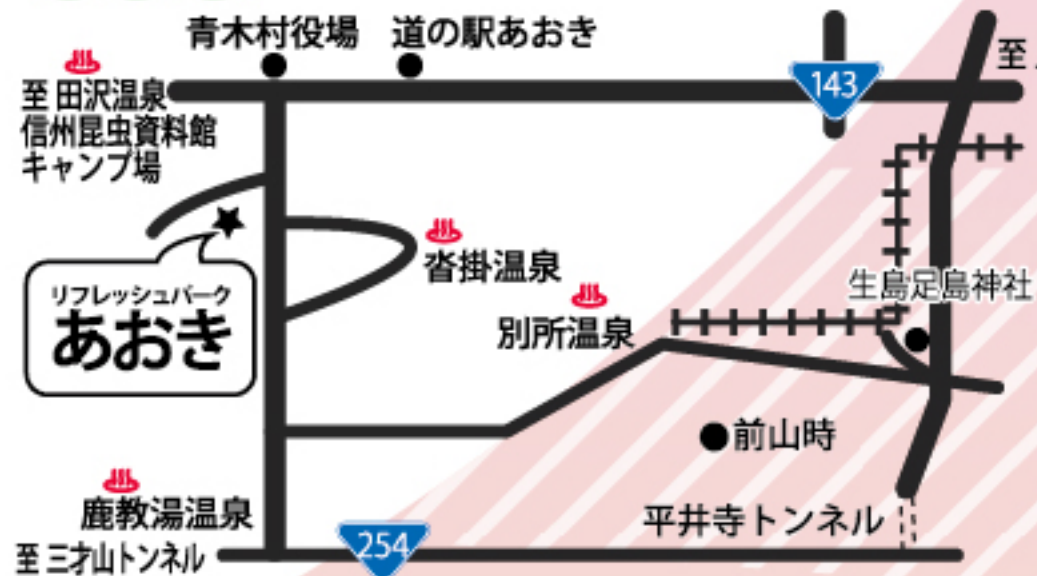 青木村役場
道の駅あおき
至 田沢温泉
信州昆虫資料館
キャンプ場
143
至
リフレッシュパーク
あおき
沓掛温泉
別所温泉
生島足島神社
前山時
鹿教湯温泉
平井寺トンネル
至 三才山トンネル
254